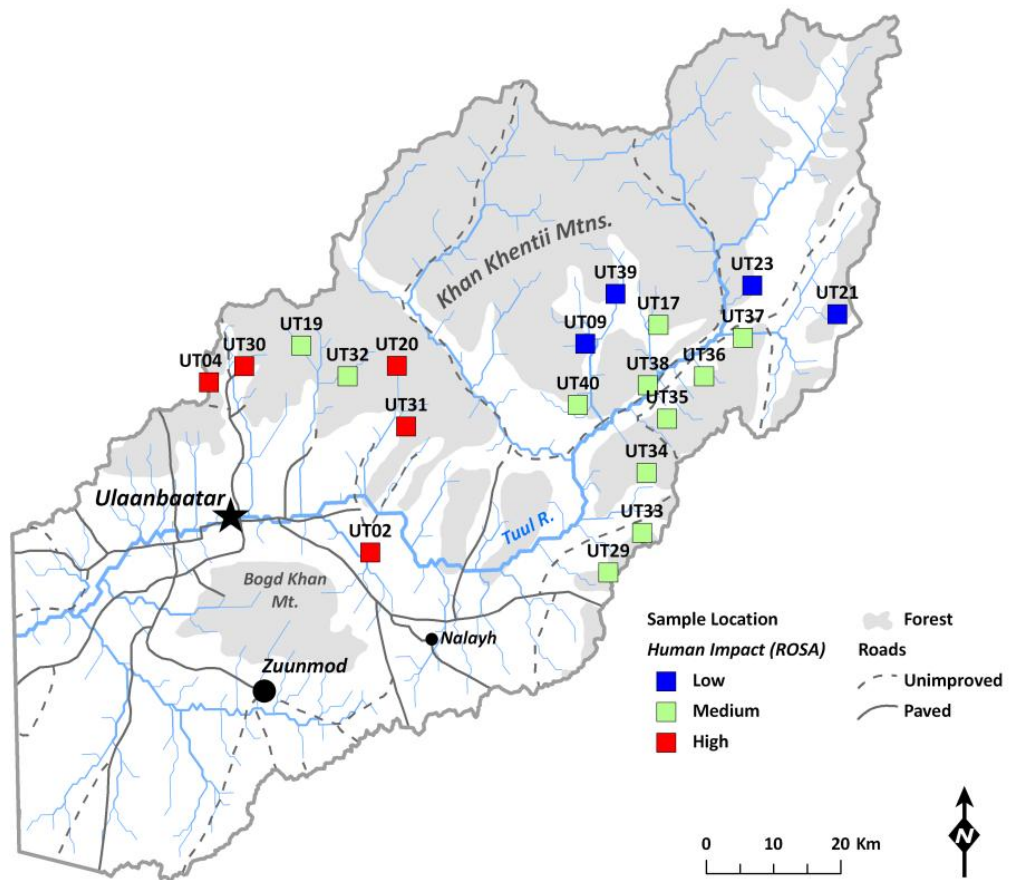 Khan Khentii Mtns.
UT39
UT23
UT21
UT17
UT09
UT37
UT19
UT30
UT20
UT04
UT32
UT38
UT36
UT40
UT35
UT31
UT34
Ulaanbaatar
Tuul R.
UT33
UT02
UT29
Bogd Khan
Mt.
Nalayh
Zuunmod
Sample Location
Human Impact (ROSA)
Low
Medium
High
Forest
Roads
Unimproved
Paved
N
0 10 20 Km